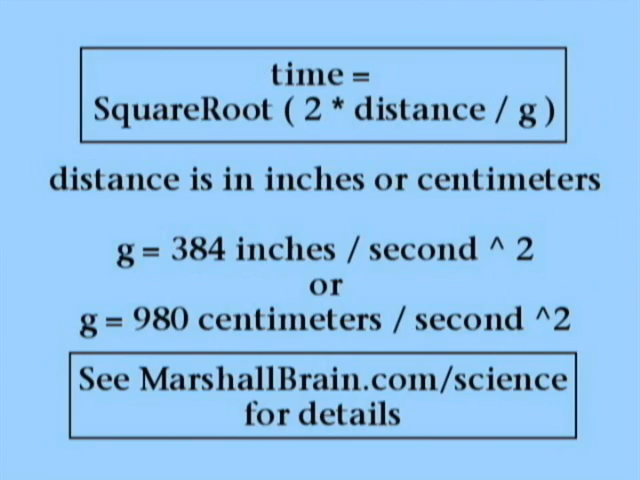 time =
SquareRoot ( 2 * distance / g )
distance is in inches or centimeters
g = 384 inches / second ^ 2
or
g = 980 centimeters / second ^2
See MarshallBrain.com/science
for details